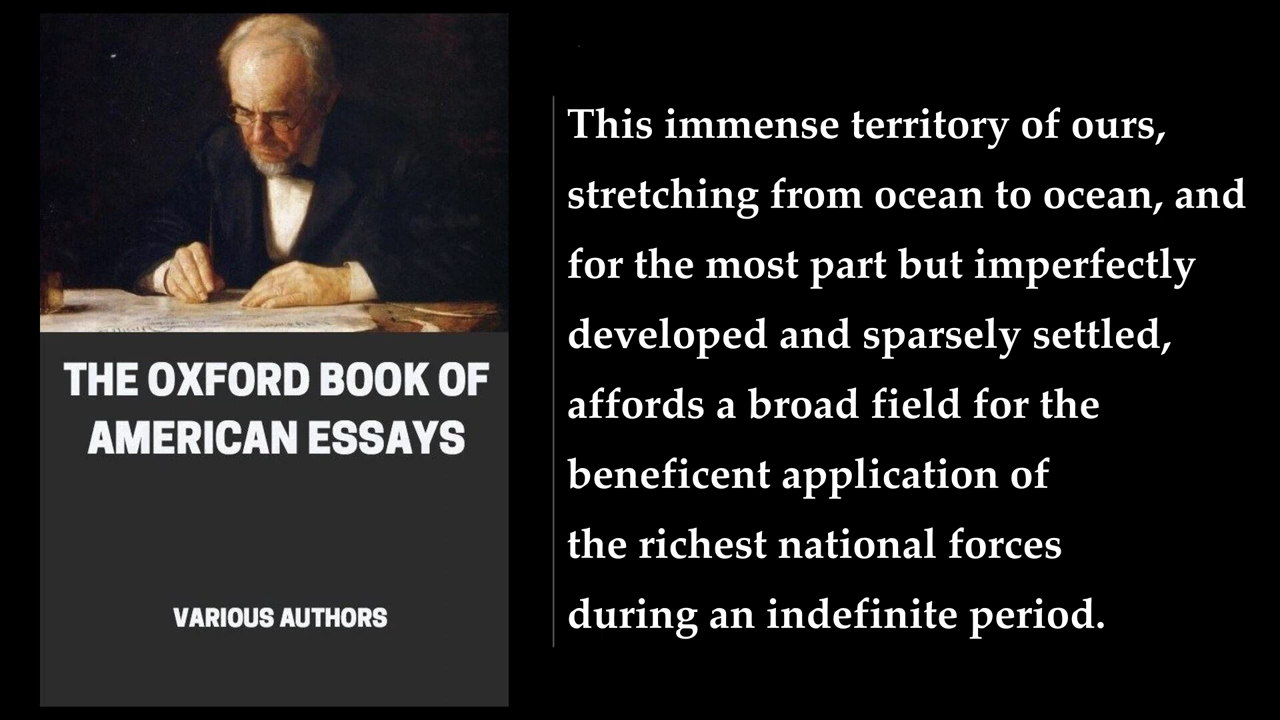 THE OXFORD BOOK OF
AMERICAN ESSAYS
VARIOUS AUTHORS
This immense territory of ours,
stretching from ocean to ocean, and
for the most part but imperfectly
developed and sparsely settled,
affords a broad field for the
beneficent application of
the richest national forces
during an indefinite period.